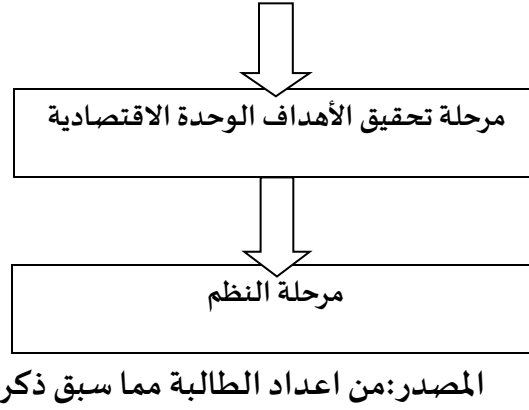 مرحلة تحقيق الأهداف الوحدة الاقتصادية
مرحلة النظم
المصدر:من اعداد الطالبة مما سبق ذكر